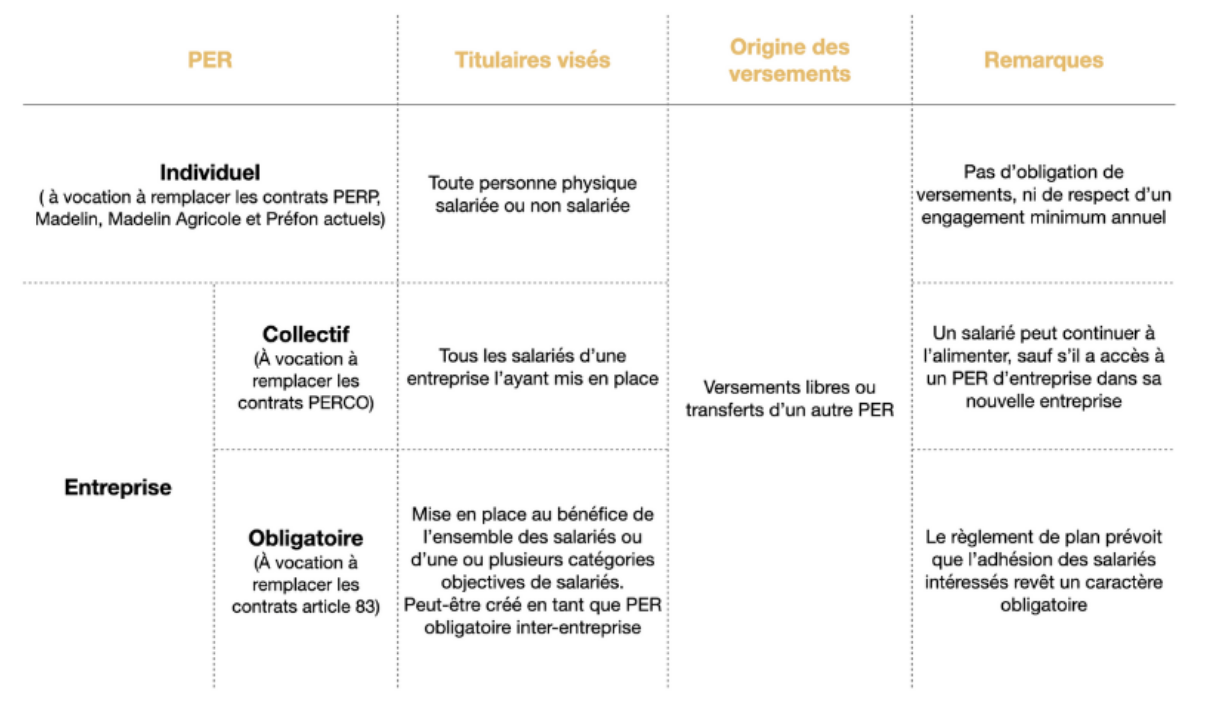 PER
Titulaires visés
Origine des
versements
Remarques
Individuel
( à vocation à remplacer les contrats PERP,
Madelin, Madelin Agricole et Préfon actuels)
Toute personne physique
salariée ou non salariée
Pas d'obligation de
versements, ni de respect d'un
engagement minimum annuel
Entreprise
Collectif
(À vocation à
remplacer les
contrats PERCO)
Tous les salariés d'une
entreprise l'ayant mis en place
Versements libres ou
transferts d'un autre PER
Un salarié peut continuer à
l'alimenter, sauf s'il a accès à
un PER d'entreprise dans sa
nouvelle entreprise
Obligatoire
(À vocation à
remplacer les
contrats article 83)
Mise en place au bénéfice de
l'ensemble des salariés ou
d'une ou plusieurs catégories
objectives de salariés.
Peut-être créé en tant que PER
obligatoire inter-entreprise
Le règlement de plan prévoit
que l'adhésion des salariés
intéressés revêt un caractère
obligatoire